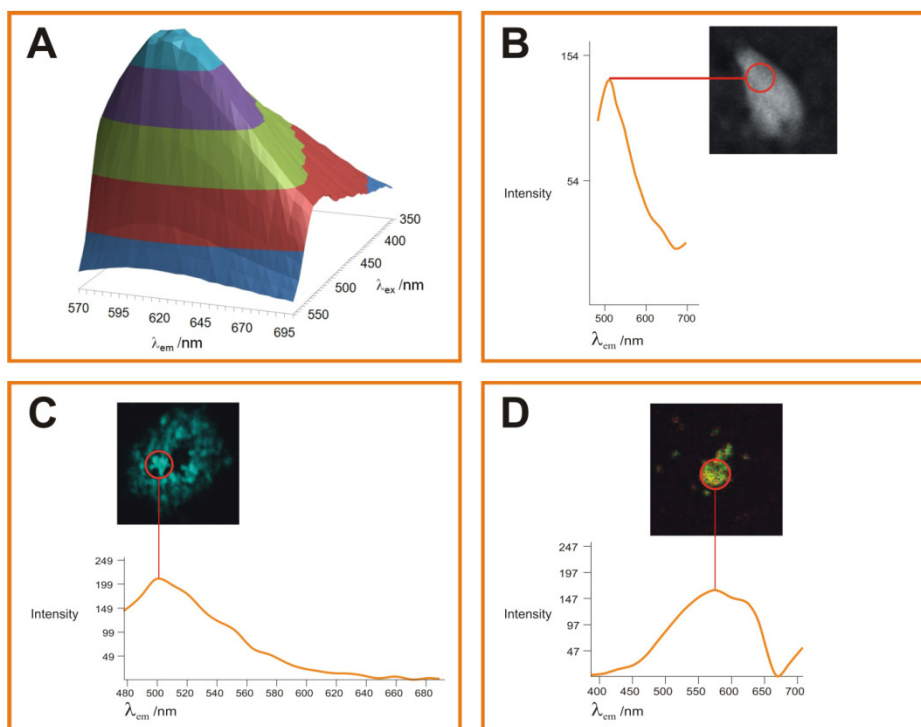 A
350
400
450
500
550
λex /nm
570 595 620 645 670 695
λem /nm
B
154
54
Intensity
500 600 700
λem /nm
C
249
199
149
99
49
Intensity
480 500 520 540 560 580 600 620 640 660 680
λem /nm
D
247
197
147
97
47
Intensity
400 450 500 550 600 650 700
λem /nm